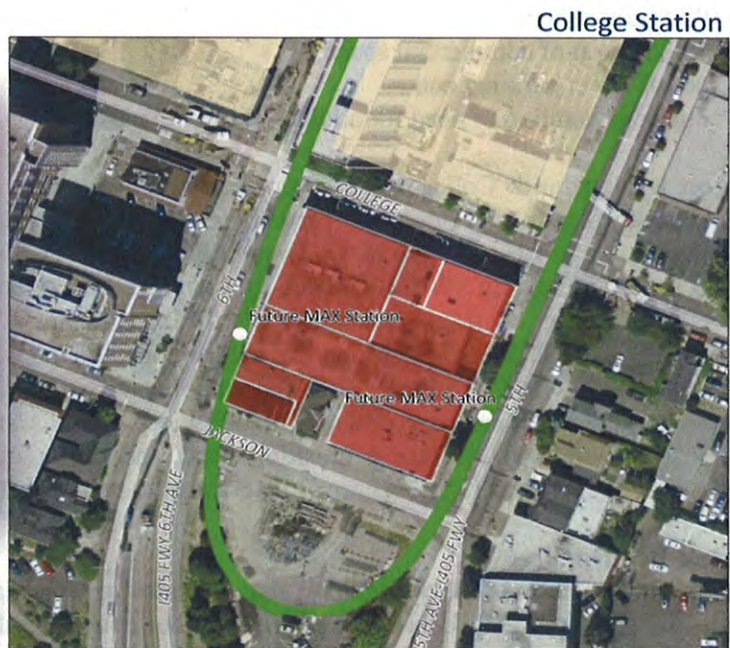 College Station
COLLEGE
6TH
Future MAX Station
Future MAX Station
5TH
JACKSON
I405 FWY-6TH AVE
5TH AVE-I405 FWY